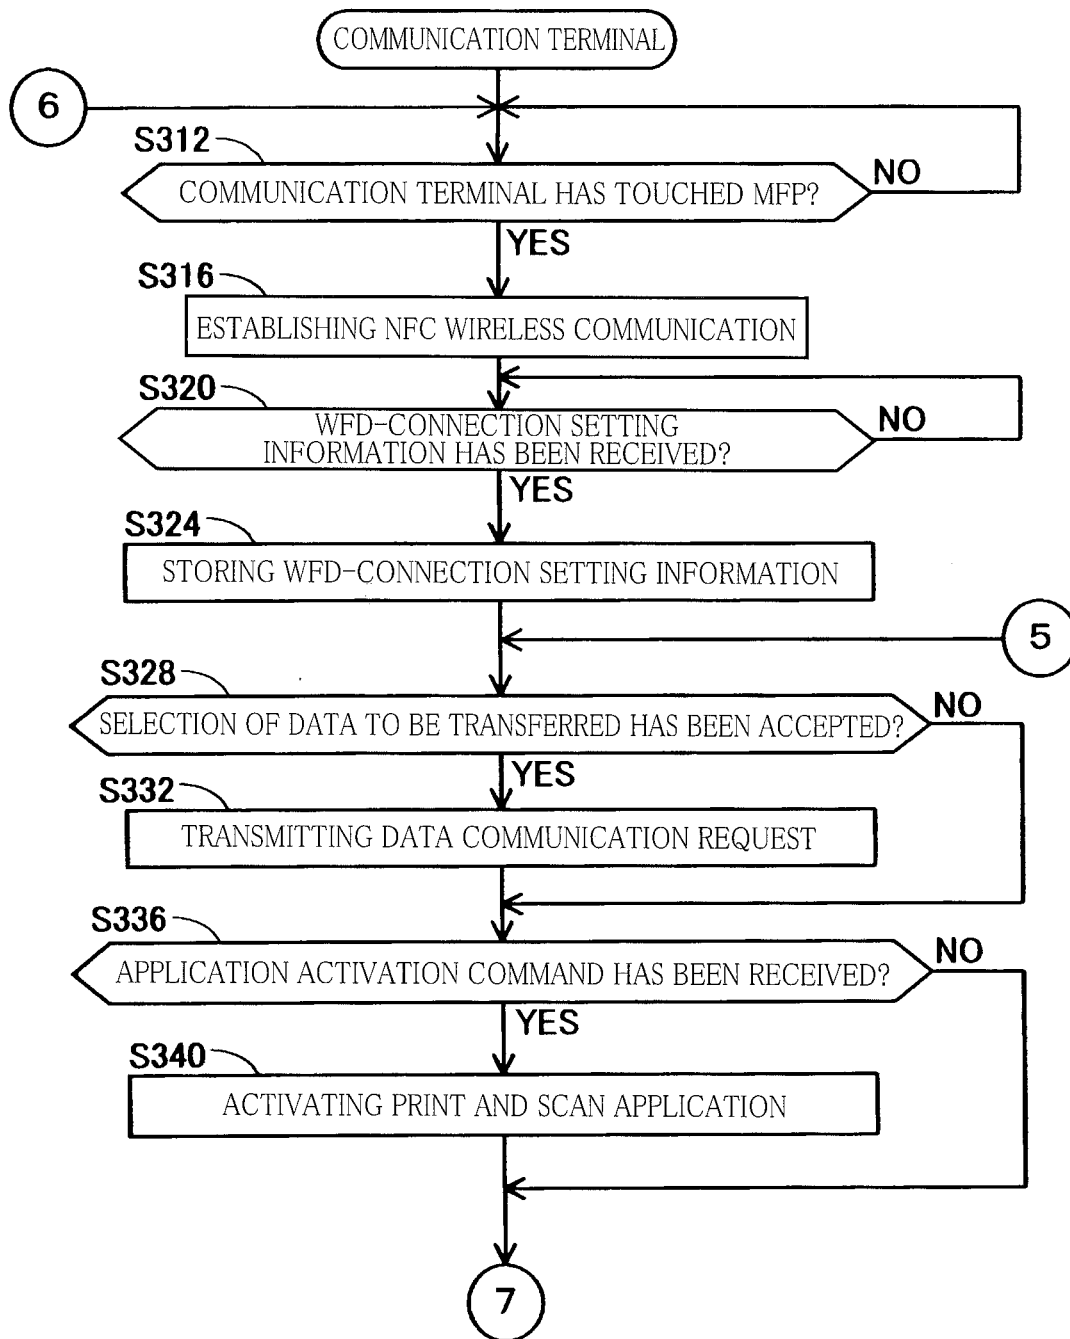 COMMUNICATION TERMINAL
6
S312
COMMUNICATION TERMINAL HAS TOUCHED MFP?
NO
YES
S316
ESTABLISHING NFC WIRELESS COMMUNICATION
S320
WFD-CONNECTION SETTING
INFORMATION HAS BEEN RECEIVED?
NO
YES
S324
STORING WFD-CONNECTION SETTING INFORMATION
5
S328
SELECTION OF DATA TO BE TRANSFERRED HAS BEEN ACCEPTED?
NO
YES
S332
TRANSMITTING DATA COMMUNICATION REQUEST
S336
APPLICATION ACTIVATION COMMAND HAS BEEN RECEIVED?
NO
YES
S340
ACTIVATING PRINT AND SCAN APPLICATION
7